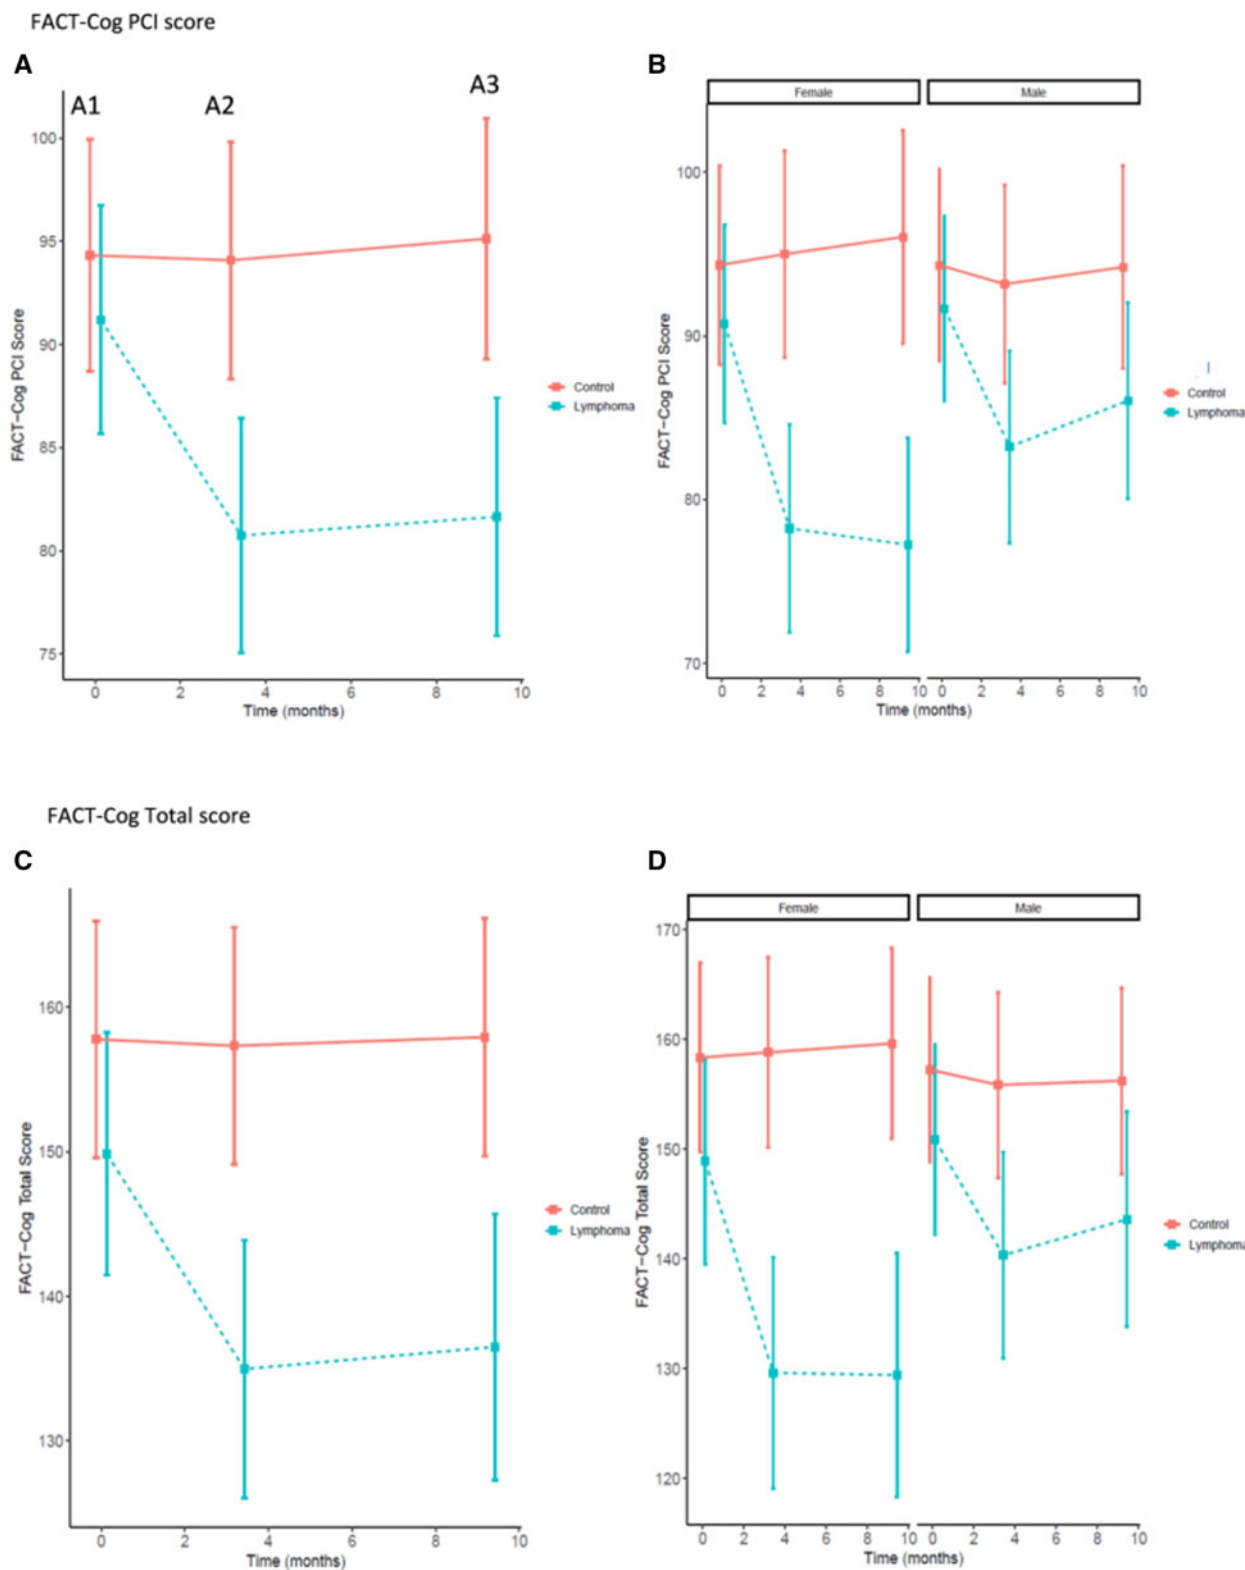 FACT-Cog PCI score
A
B
A1
A2
A3
Female
Male
100
95
90
85
80
75
FACT-Cog PCI Score
0
2
4
6
8
10
Time (months)
Control
Lymphoma
100
90
80
70
FACT-Cog PCI Score
0
2
4
6
8
10
0
2
4
6
8
10
Time (months)
Control
Lymphoma
FACT-Cog Total score
C
D
160
150
140
130
FACT-Cog Total Score
0
2
4
6
8
10
Time (months)
Control
Lymphoma
Female
Male
170
160
150
140
130
120
FACT-Cog Total Score
0
2
4
6
8
10
0
2
4
6
8
10
Time (months)
Control
Lymphoma